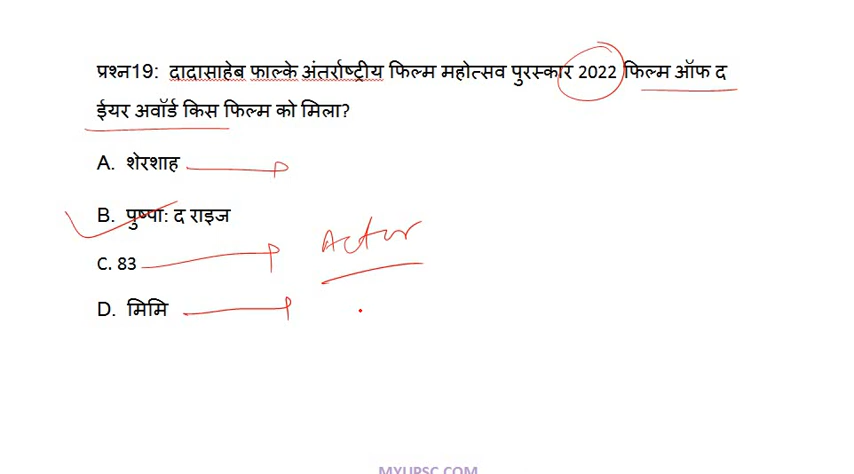 प्रश्न19: दादासाहेब फाल्के अंतर्राष्ट्रीय फिल्म महोत्सव पुरस्कार 2022 फिल्म ऑफ द
ईयर अवॉर्ड किस फिल्म को मिला?
A. शेरशाह
B. पुष्पा: द राइज
C. 83
Actor
D. मिमि
MYUPSC.COM